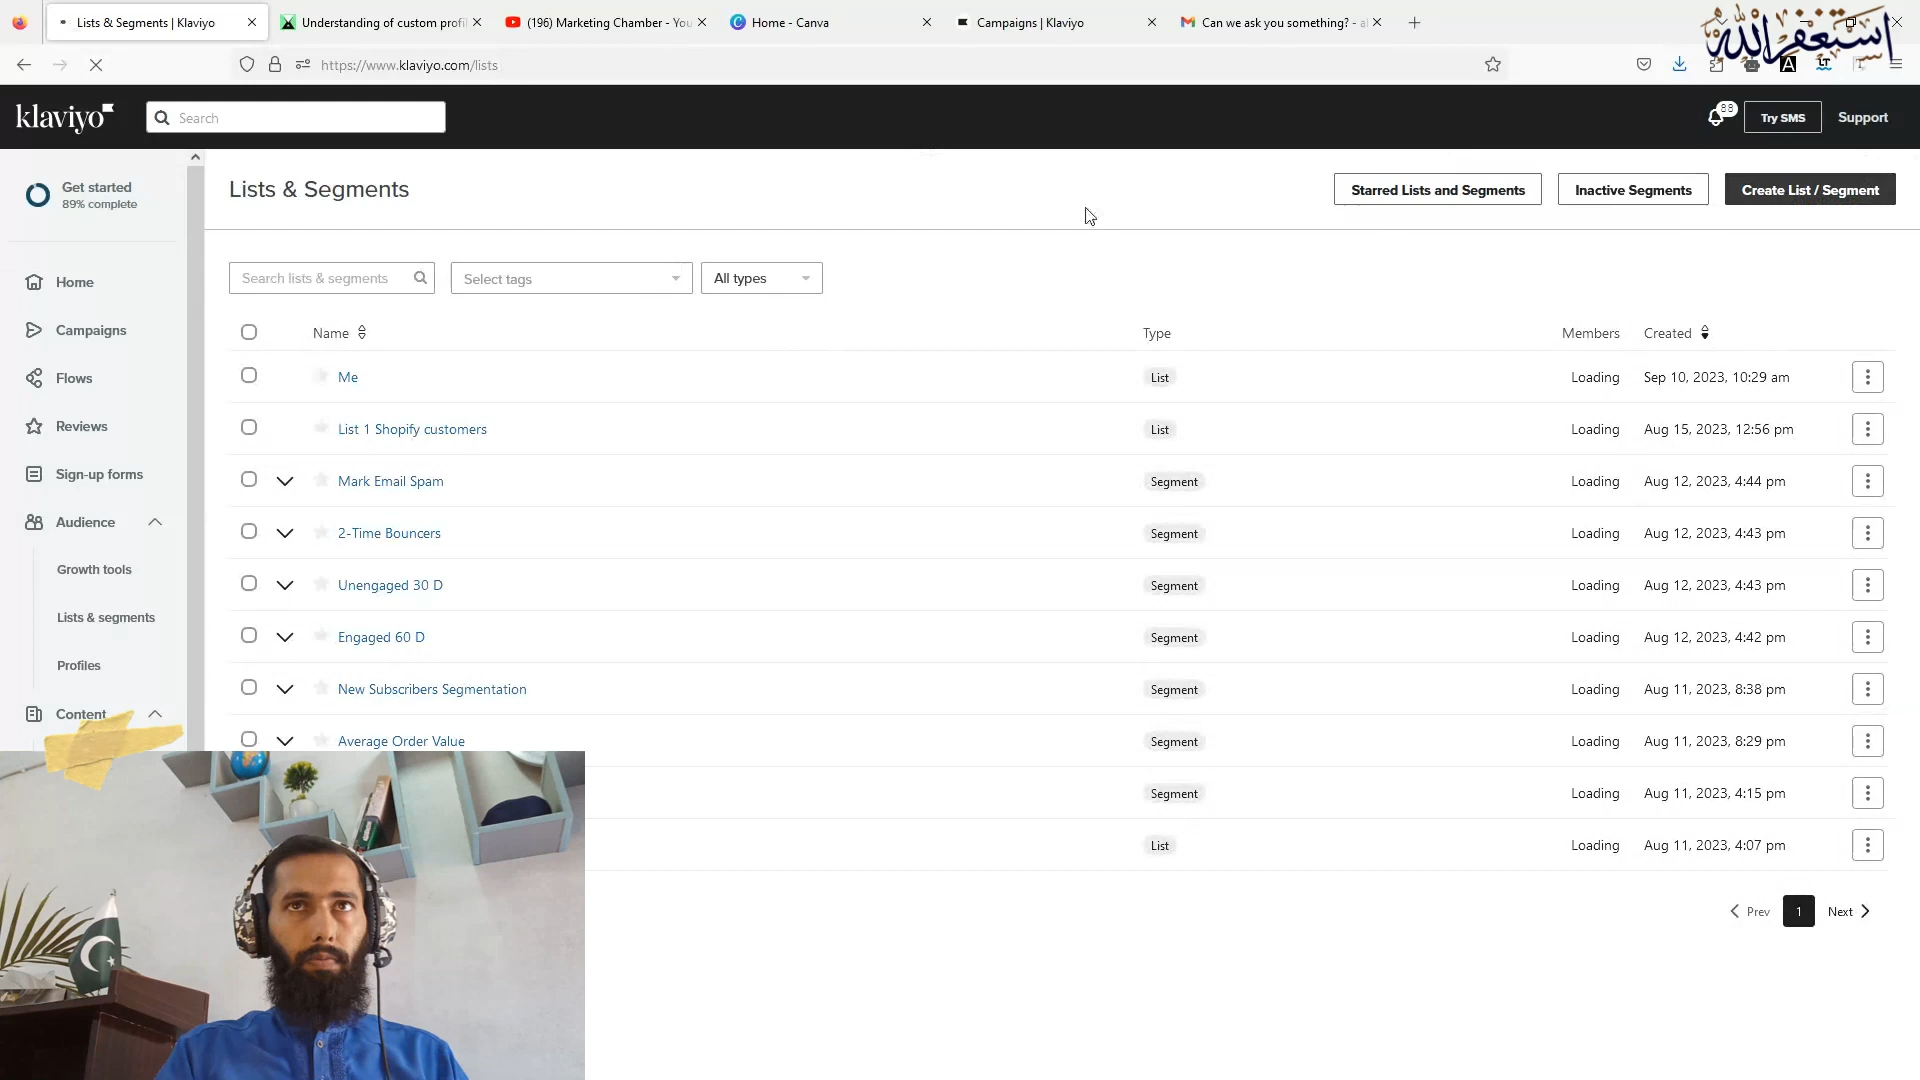 Lists & Segments | Klaviyo
Understanding of custom profil
(196) Marketing Chamber - You
Home - Canva
Campaigns | Klaviyo
Can we ask you something? - al
أستغفر الله
https://www.klaviyo.com/lists
klaviyo
Search
88
Try SMS
Support
Get started
89% complete
Lists & Segments
Starred Lists and Segments
Inactive Segments
Create List / Segment
Home
Campaigns
Flows
Reviews
Sign-up forms
Audience
Growth tools
Lists & segments
Profiles
Content
Search lists & segments
Select tags
All types
Name Type Members Created
Me List Loading Sep 10, 2023, 10:29 am
List 1 Shopify customers List Loading Aug 15, 2023, 12:56 pm
Mark Email Spam Segment Loading Aug 12, 2023, 4:44 pm
2-Time Bouncers Segment Loading Aug 12, 2023, 4:43 pm
Unengaged 30 D Segment Loading Aug 12, 2023, 4:43 pm
Engaged 60 D Segment Loading Aug 12, 2023, 4:42 pm
New Subscribers Segmentation Segment Loading Aug 11, 2023, 8:38 pm
Average Order Value Segment Loading Aug 11, 2023, 8:29 pm
Segment Loading Aug 11, 2023, 4:15 pm
List Loading Aug 11, 2023, 4:07 pm
Prev 1 Next